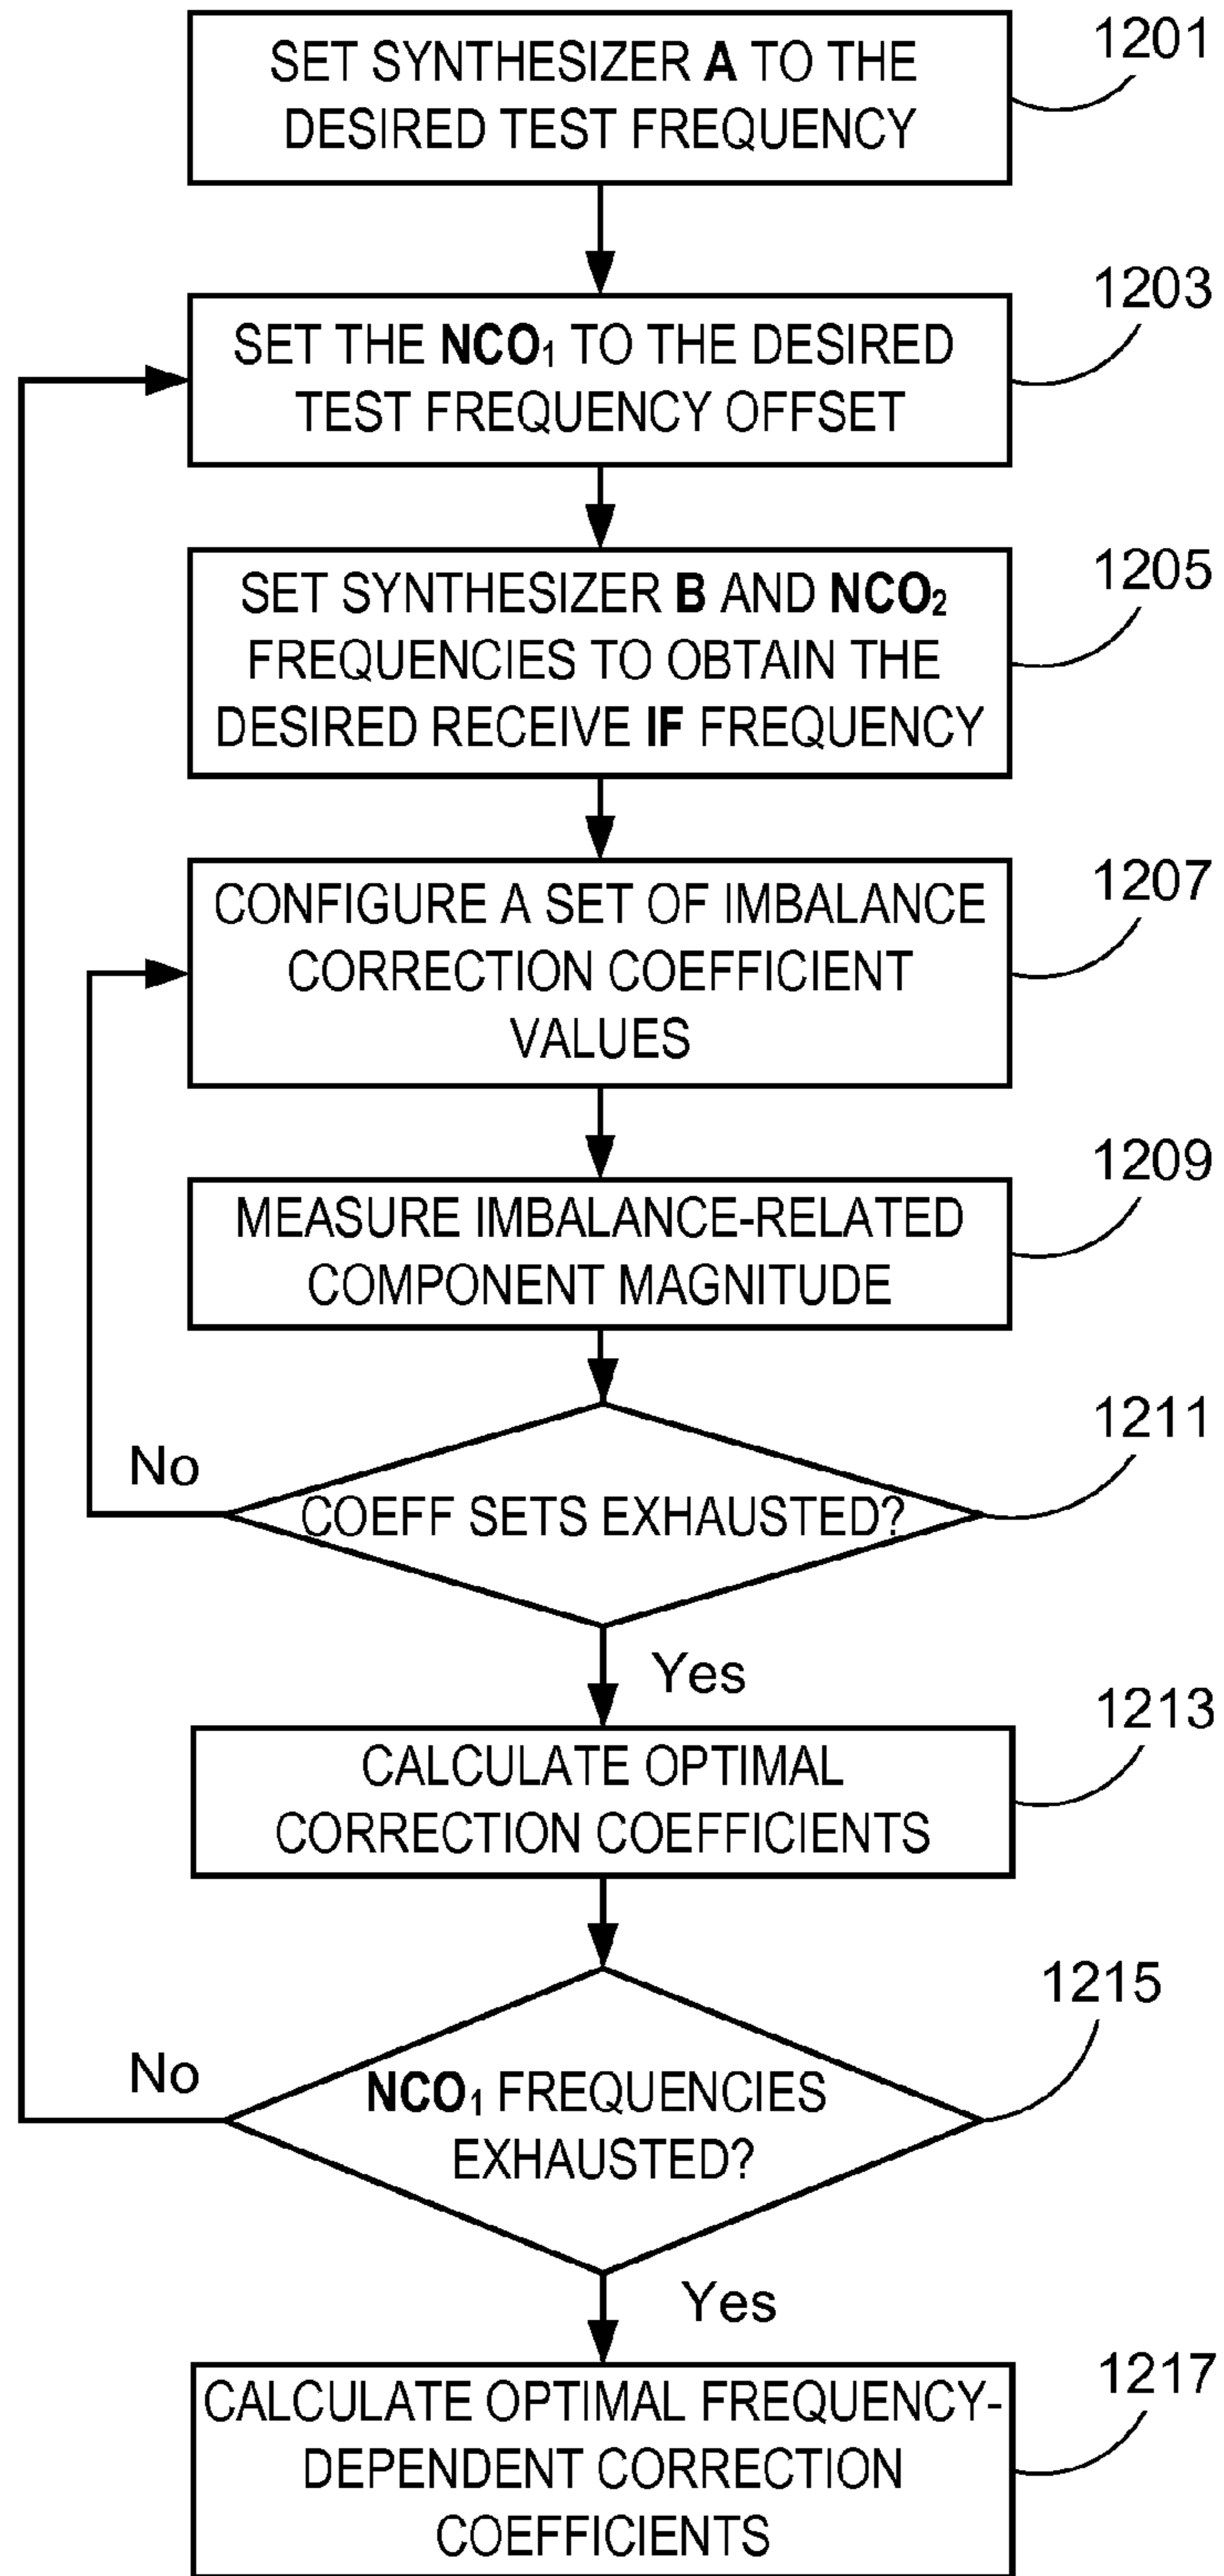 1201
SET SYNTHESIZER A TO THE
DESIRED TEST FREQUENCY
1203
SET THE NCO₁ TO THE DESIRED
TEST FREQUENCY OFFSET
1205
SET SYNTHESIZER B AND NCO₂
FREQUENCIES TO OBTAIN THE
DESIRED RECEIVE IF FREQUENCY
1207
CONFIGURE A SET OF IMBALANCE
CORRECTION COEFFICIENT
VALUES
1209
MEASURE IMBALANCE-RELATED
COMPONENT MAGNITUDE
1211
No
COEFF SETS EXHAUSTED?
Yes
1213
CALCULATE OPTIMAL
CORRECTION COEFFICIENTS
1215
No
NCO₁ FREQUENCIES
EXHAUSTED?
Yes
1217
CALCULATE OPTIMAL FREQUENCY-
DEPENDENT CORRECTION
COEFFICIENTS